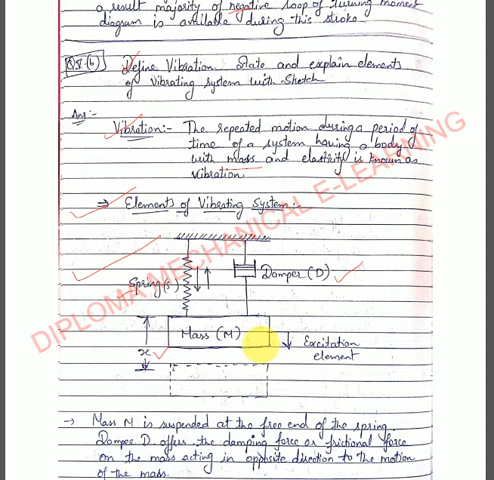 a result majority of negative loop of turning moment
diagram is available during this stroke.
Q.V.(b) Define Vibration. State and explain elements
of vibrating system with sketch
Ans:-
Vibration:- The repeated motion during a period of
time of a system having a body
with mass and elasticity is known as
vibration.
⇒ Elements of Vibrating System:-
Spring(s)
Damper (D)
Mass (M)
x
Excitation
element
→ Mass M is suspended at the free end of the spring.
Damper D. offers the damping force or frictional force
on the mass acting in opposite direction to the motion
of the mass.
DIPLOMA MECHANICAL E-LEARNING